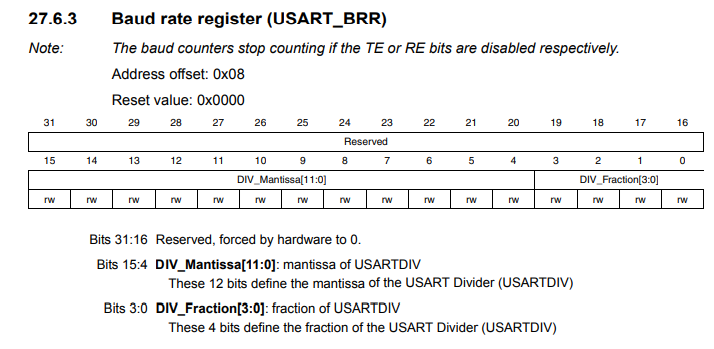 27.6.3 Baud rate register (USART_BRR)
Note: The baud counters stop counting if the TE or RE bits are disabled respectively.
Address offset: 0x08
Reset value: 0x0000
31 30 29 28 27 26 25 24 23 22 21 20 19 18 17 16
Reserved
15 14 13 12 11 10 9 8 7 6 5 4 3 2 1 0
DIV_Mantissa[11:0] DIV_Fraction[3:0]
rw rw rw rw rw rw rw rw rw rw rw rw rw rw rw rw
Bits 31:16 Reserved, forced by hardware to 0.
Bits 15:4 DIV_Mantissa[11:0]: mantissa of USARTDIV
These 12 bits define the mantissa of the USART Divider (USARTDIV)
Bits 3:0 DIV_Fraction[3:0]: fraction of USARTDIV
These 4 bits define the fraction of the USART Divider (USARTDIV)